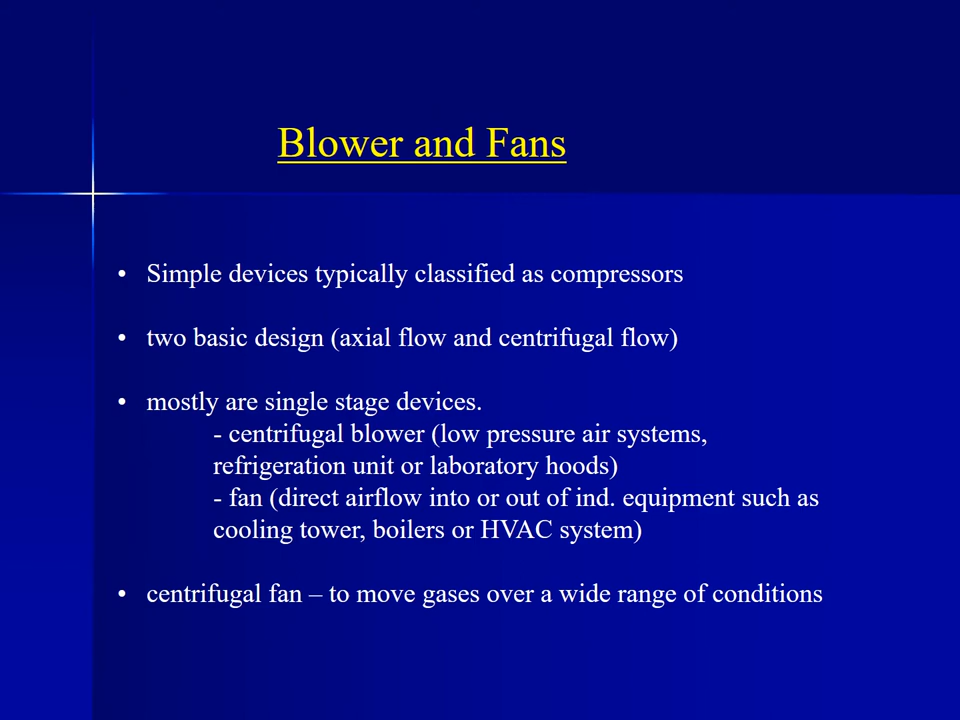 Blower and Fans
• Simple devices typically classified as compressors
• two basic design (axial flow and centrifugal flow)
• mostly are single stage devices.
- centrifugal blower (low pressure air systems,
refrigeration unit or laboratory hoods)
- fan (direct airflow into or out of ind. equipment such as
cooling tower, boilers or HVAC system)
• centrifugal fan – to move gases over a wide range of conditions